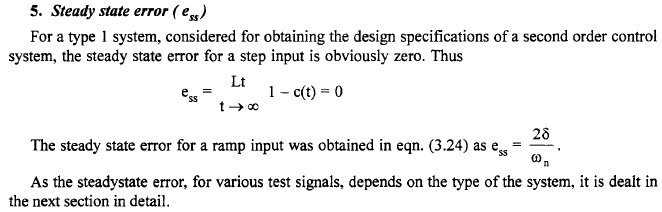 5. Steady state error ( e_ss )
For a type 1 system, considered for obtaining the design specifications of a second order control
system, the steady state error for a step input is obviously zero. Thus
e_ss = Lt t → ∞ 1 – c(t) = 0
The steady state error for a ramp input was obtained in eqn. (3.24) as e_ss = 2δ/ω_n .
As the steadystate error, for various test signals, depends on the type of the system, it is dealt in
the next section in detail.